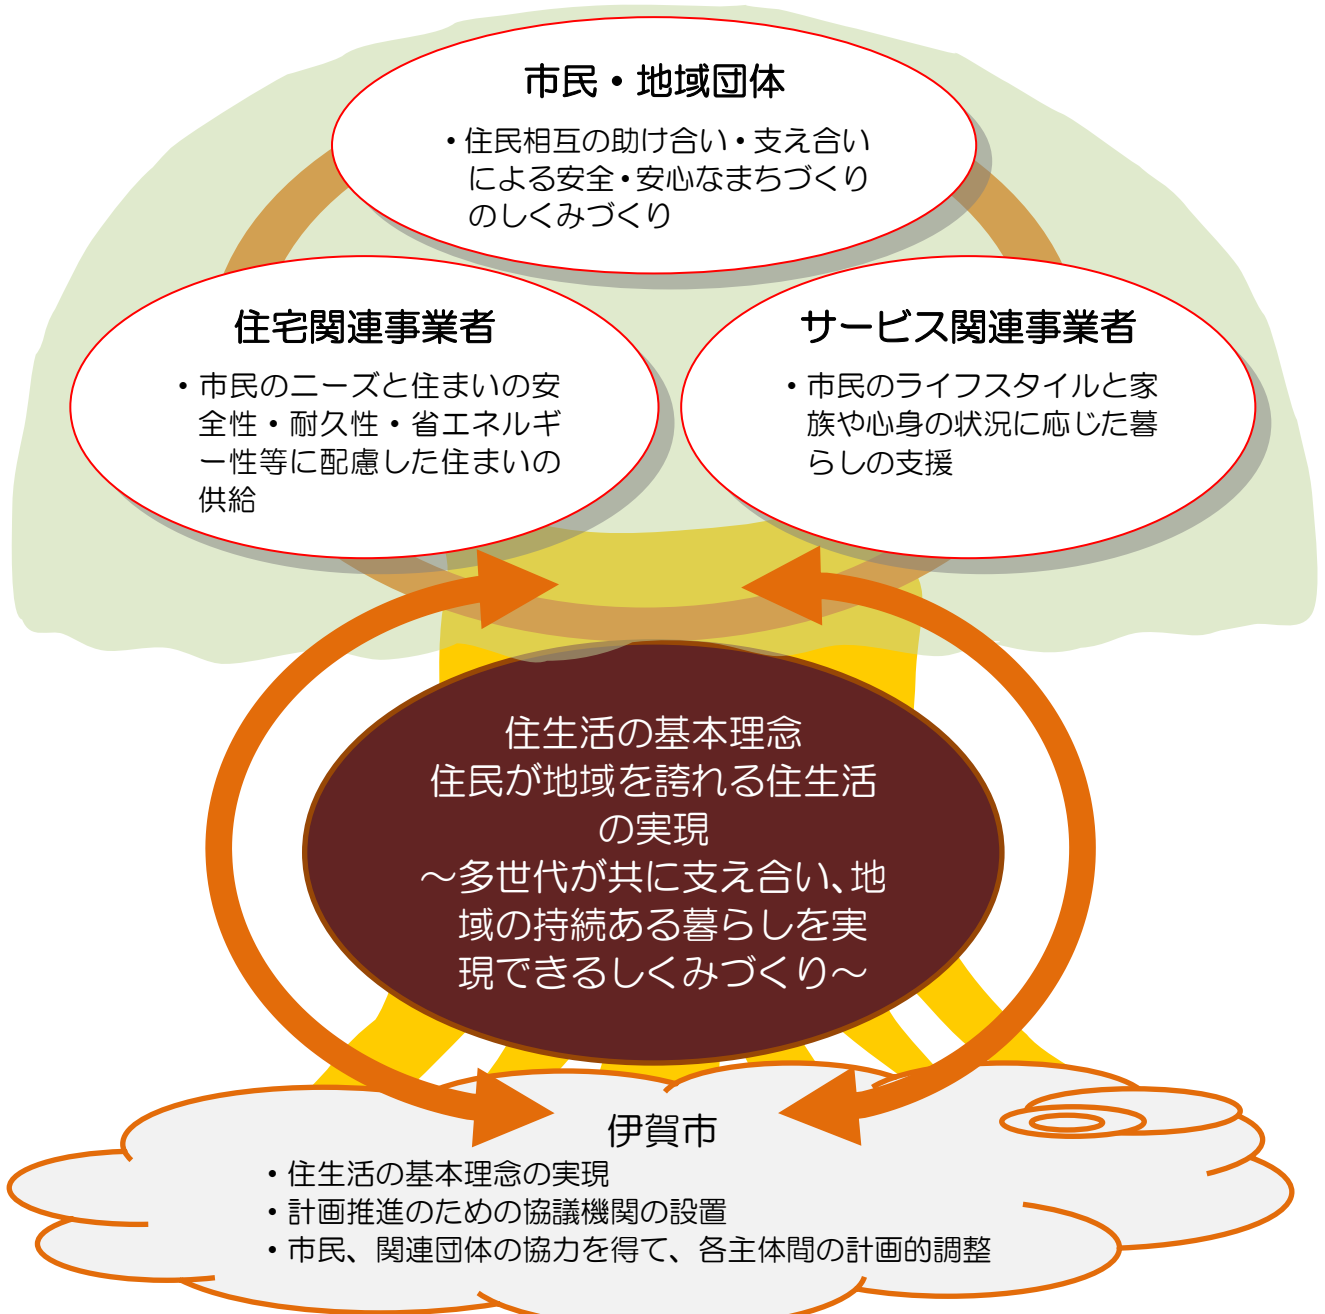 市民・地域団体
・住民相互の助け合い・支え合い
による安全・安心なまちづくり
のしくみづくり
住宅関連事業者
・市民のニーズと住まいの安
全性・耐久性・省エネルギ
ー性等に配慮した住まいの
供給
サービス関連事業者
・市民のライフスタイルと家
族や心身の状況に応じた暮
らしの支援
住生活の基本理念
住民が地域を誇れる住生活
の実現
～多世代が共に支え合い、地
域の持続ある暮らしを実
現できるしくみづくり～
伊賀市
・住生活の基本理念の実現
・計画推進のための協議機関の設置
・市民、関連団体の協力を得て、各主体間の計画的調整